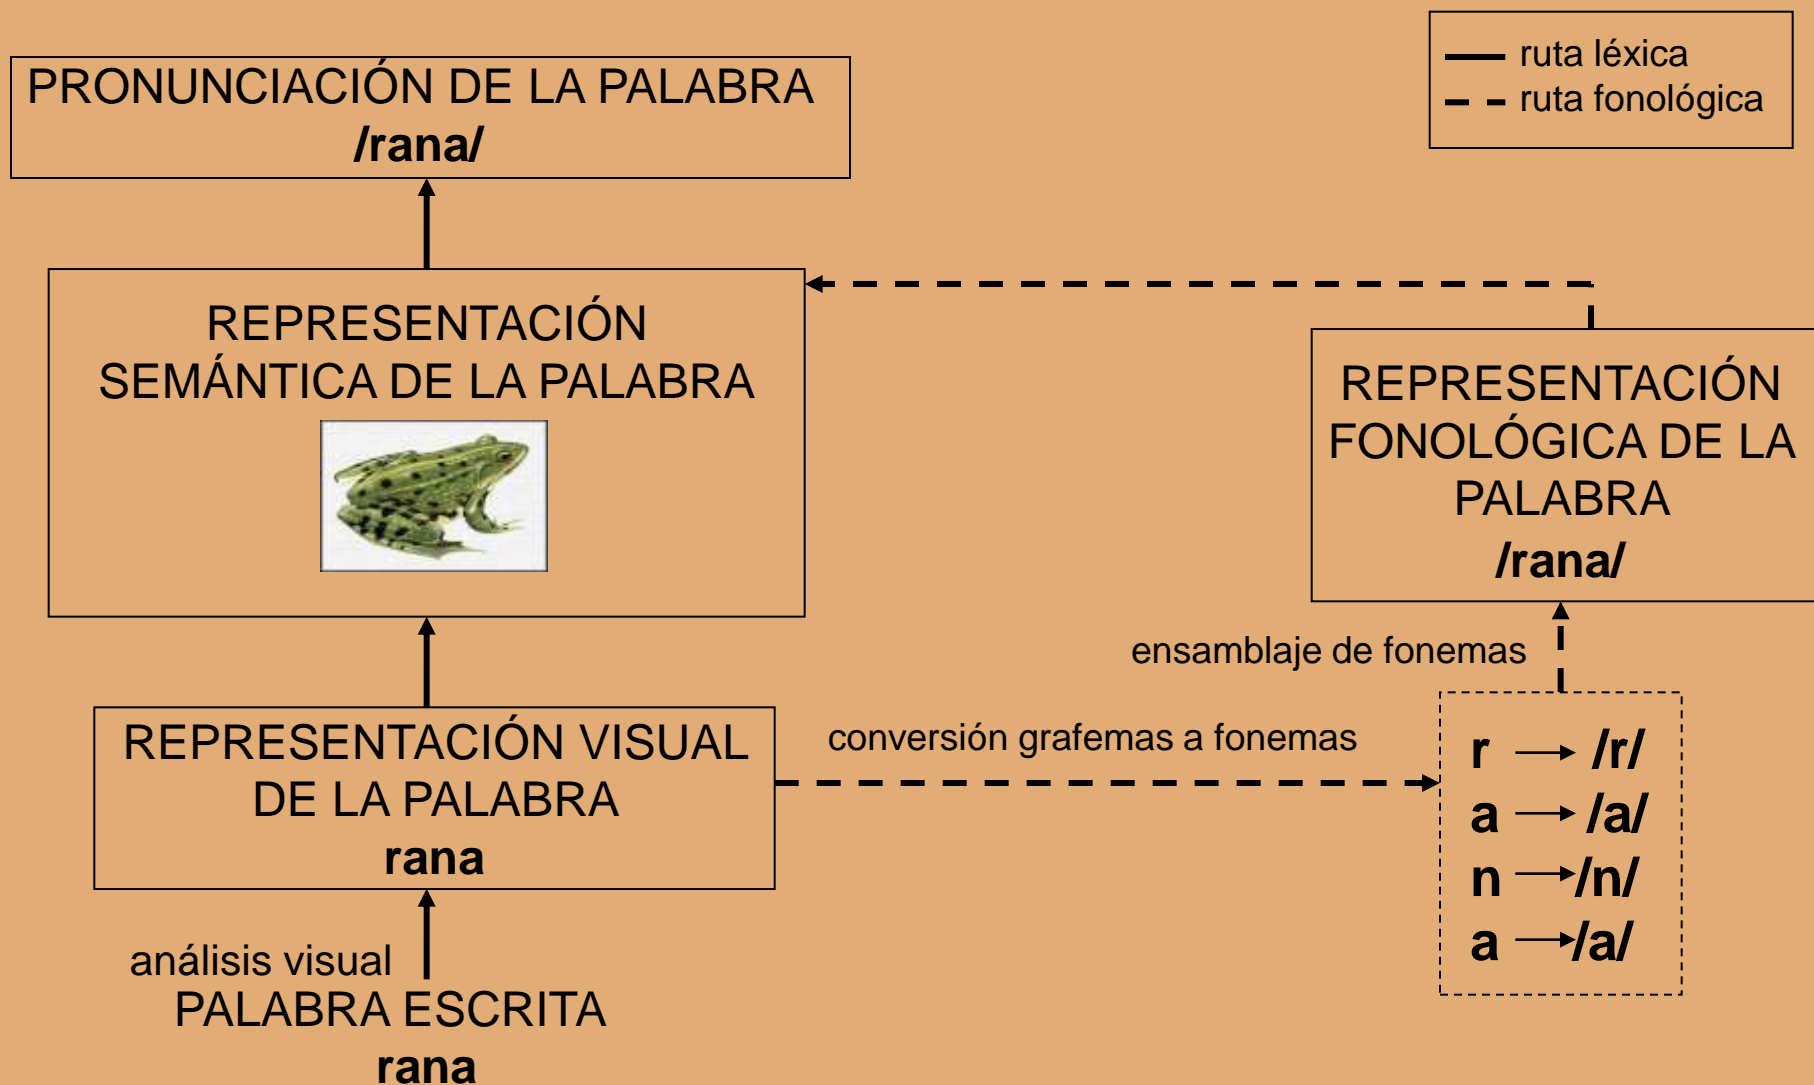 ruta léxica
ruta fonológica
PRONUNCIACIÓN DE LA PALABRA
/rana/
REPRESENTACIÓN
SEMÁNTICA DE LA PALABRA
REPRESENTACIÓN
FONOLÓGICA DE LA
PALABRA
/rana/
ensamblaje de fonemas
REPRESENTACIÓN VISUAL
DE LA PALABRA
rana
conversión grafemas a fonemas
r → /r/
a → /a/
n → /n/
a → /a/
análisis visual
PALABRA ESCRITA
rana